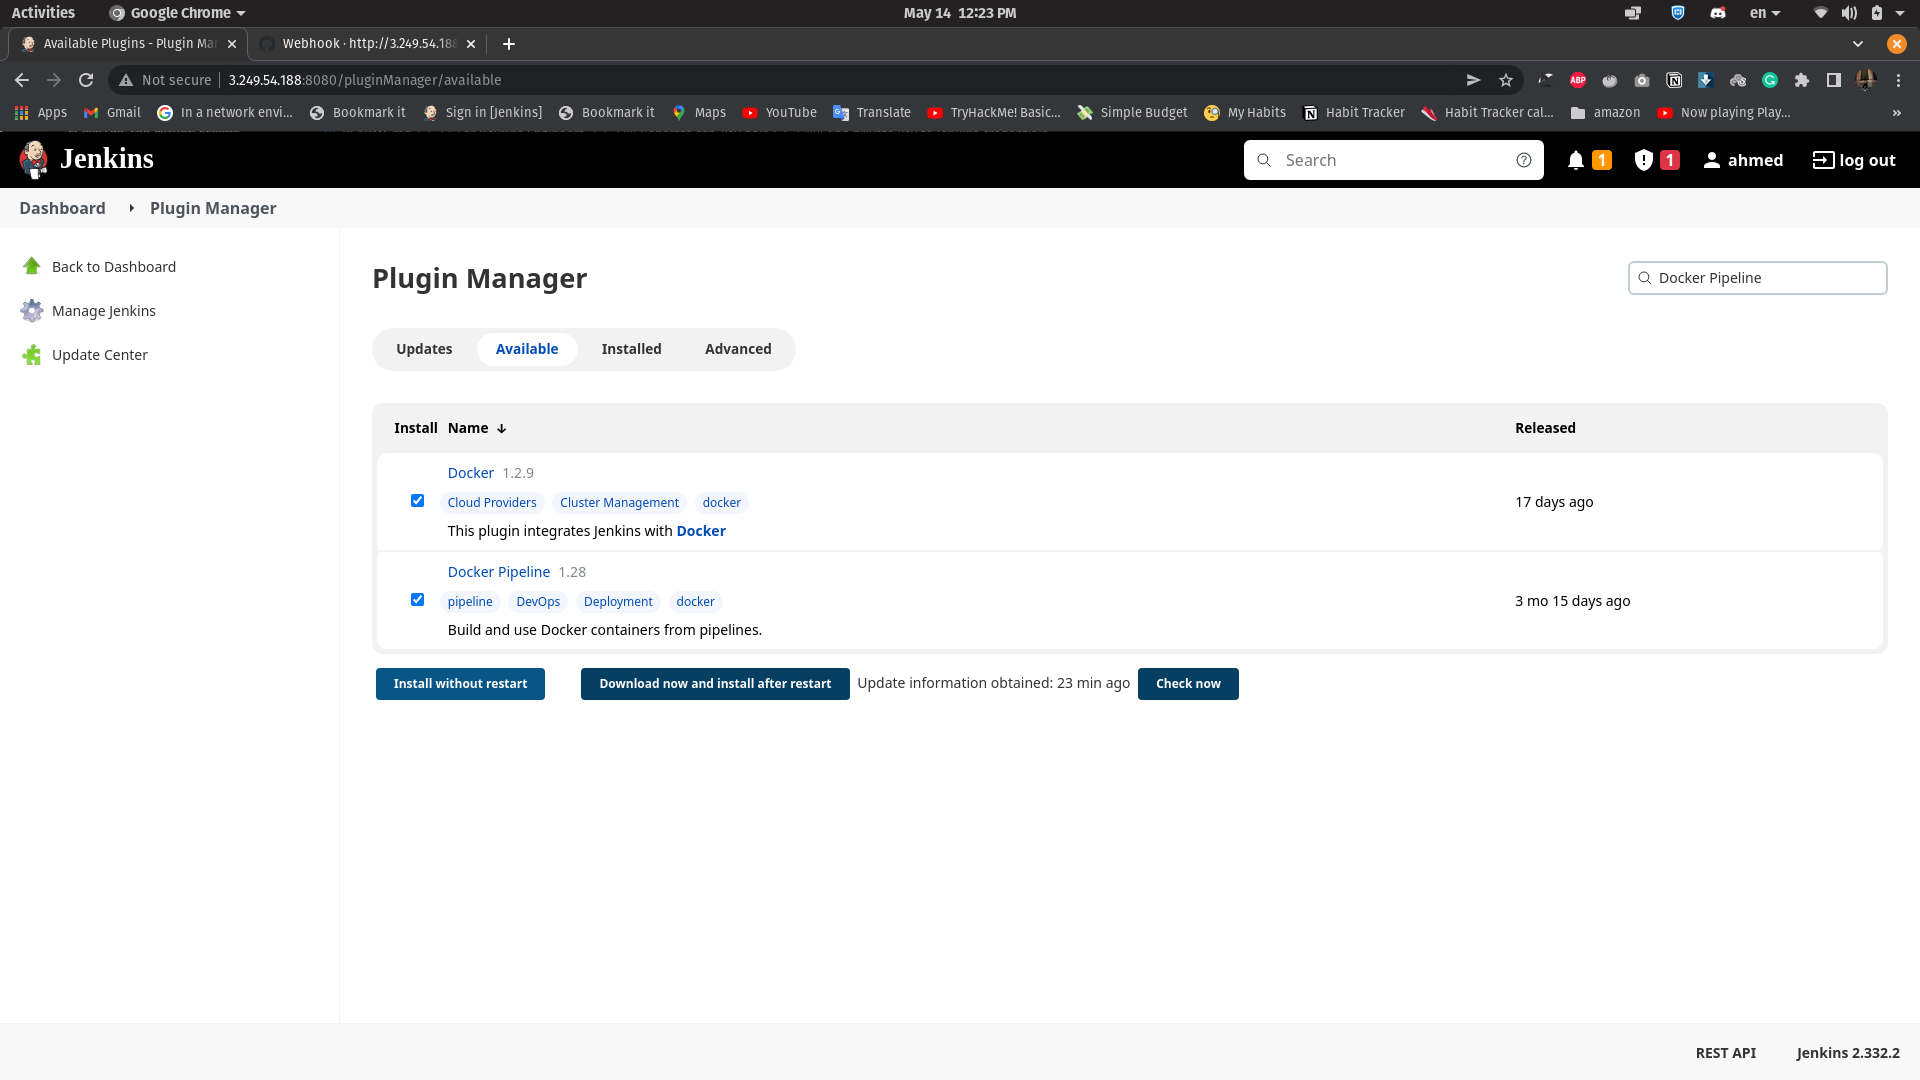 Activities Google Chrome May 14 12:23 PM en
Available Plugins - Plugin Man Webhook · http://3.249.54.188
Not secure 3.249.54.188:8080/pluginManager/available ABP
Apps Gmail In a network envi... Bookmark it Sign in [Jenkins] Bookmark it Maps YouTube Translate TryHackMe! Basic... Simple Budget My Habits Habit Tracker Habit Tracker cal... amazon Now playing Play... »
Jenkins Search 1 1 ahmed log out
Dashboard Plugin Manager
Back to Dashboard
Manage Jenkins
Update Center
Plugin Manager Docker Pipeline
Updates Available Installed Advanced
Install Name ↓ Released
Docker 1.2.9
Cloud Providers Cluster Management docker 17 days ago
This plugin integrates Jenkins with Docker
Docker Pipeline 1.28
pipeline DevOps Deployment docker 3 mo 15 days ago
Build and use Docker containers from pipelines.
Install without restart Download now and install after restart Update information obtained: 23 min ago Check now
REST API Jenkins 2.332.2